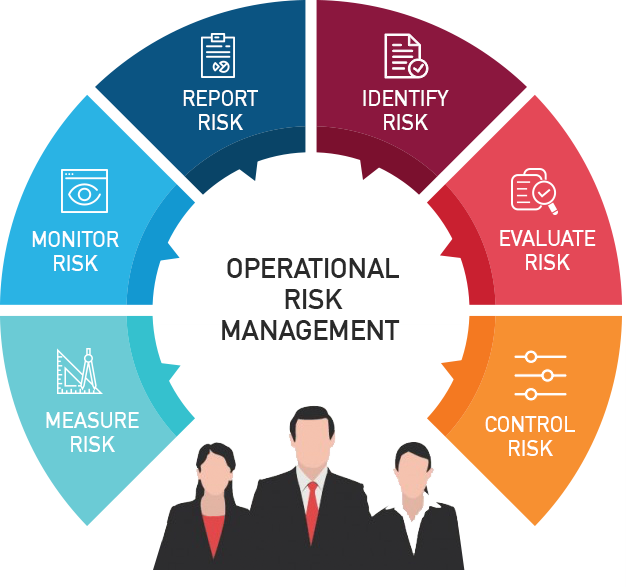 REPORT
RISK
IDENTIFY
RISK
MONITOR
RISK
EVALUATE
RISK
OPERATIONAL
RISK
MANAGEMENT
MEASURE
RISK
CONTROL
RISK